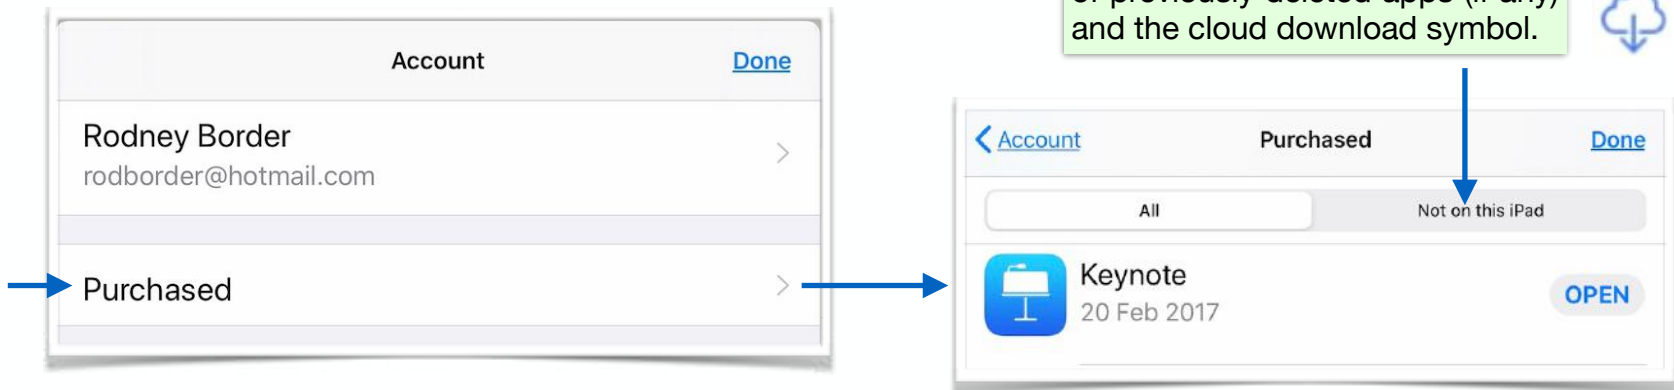 and the cloud download symbol.
Account
Done
Rodney Border
rodborder@hotmail.com
Purchased
Account
Purchased
Done
All
Not on this iPad
Keynote
20 Feb 2017
OPEN